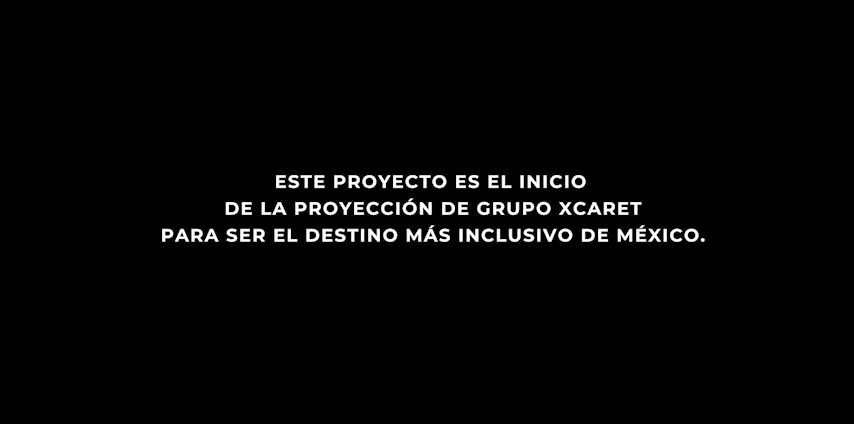 ESTE PROYECTO ES EL INICIO
DE LA PROYECCIÓN DE GRUPO XCARET
PARA SER EL DESTINO MÁS INCLUSIVO DE MÉXICO.